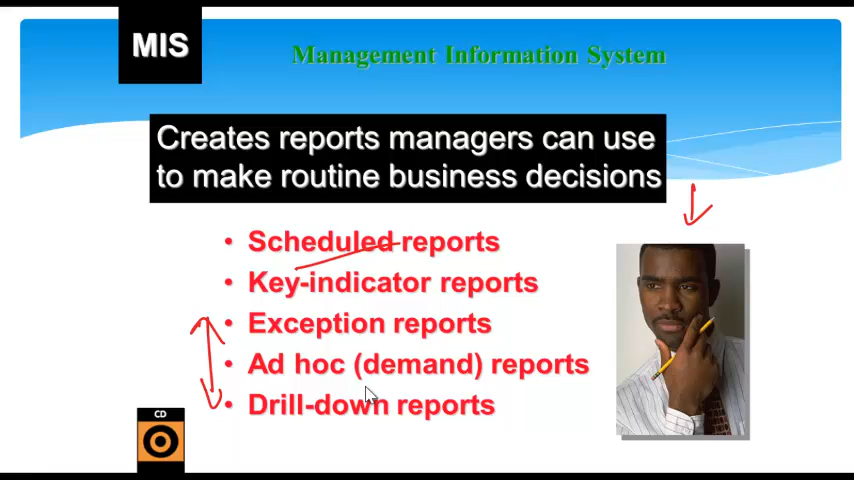 MIS
Management Information System
Creates reports managers can use
to make routine business decisions
• Scheduled reports
• Key-indicator reports
• Exception reports
• Ad hoc (demand) reports
• Drill-down reports
CD